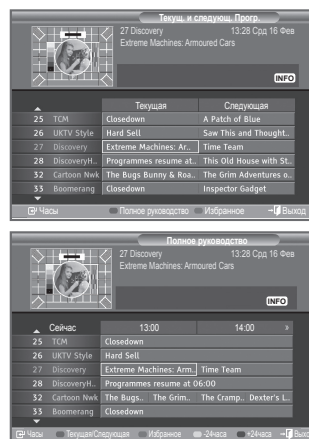 Текущ. и следующ. Прогр.
27 Discovery 13:28 Срд 16 Фев
Extreme Machines: Armoured Cars
INFO
Текущая Следующая
25 TCM Closedown A Patch of Blue
26 UKTV Style Hard Sell Saw This and Thought..
27 Discovery Extreme Machines: Ar.. Time Team
28 DiscoveryH.. Programmes resume at.. This Old House with St..
32 Cartoon Nwk The Bugs Bunny & Roa.. The Grim Adventures o..
33 Boomerang Closedown Inspector Gadget
Часы Полное руководство Избранное Выход
Полное руководство
27 Discovery 13:28 Срд 16 Фев
Extreme Machines: Armoured Cars
INFO
Сейчас 13:00 14:00 »
25 TCM Closedown
26 UKTV Style Hard Sell
27 Discovery Extreme Machines: Arm.. Time Team
28 DiscoveryH.. Programmes resume at 06:00
32 Cartoon Nwk The Bugs.. The Grim.. The Cramp.. Dexter's L..
33 Boomerang Closedown
Часы Текущая/Следующая Избранное -24часа +24часа Выход